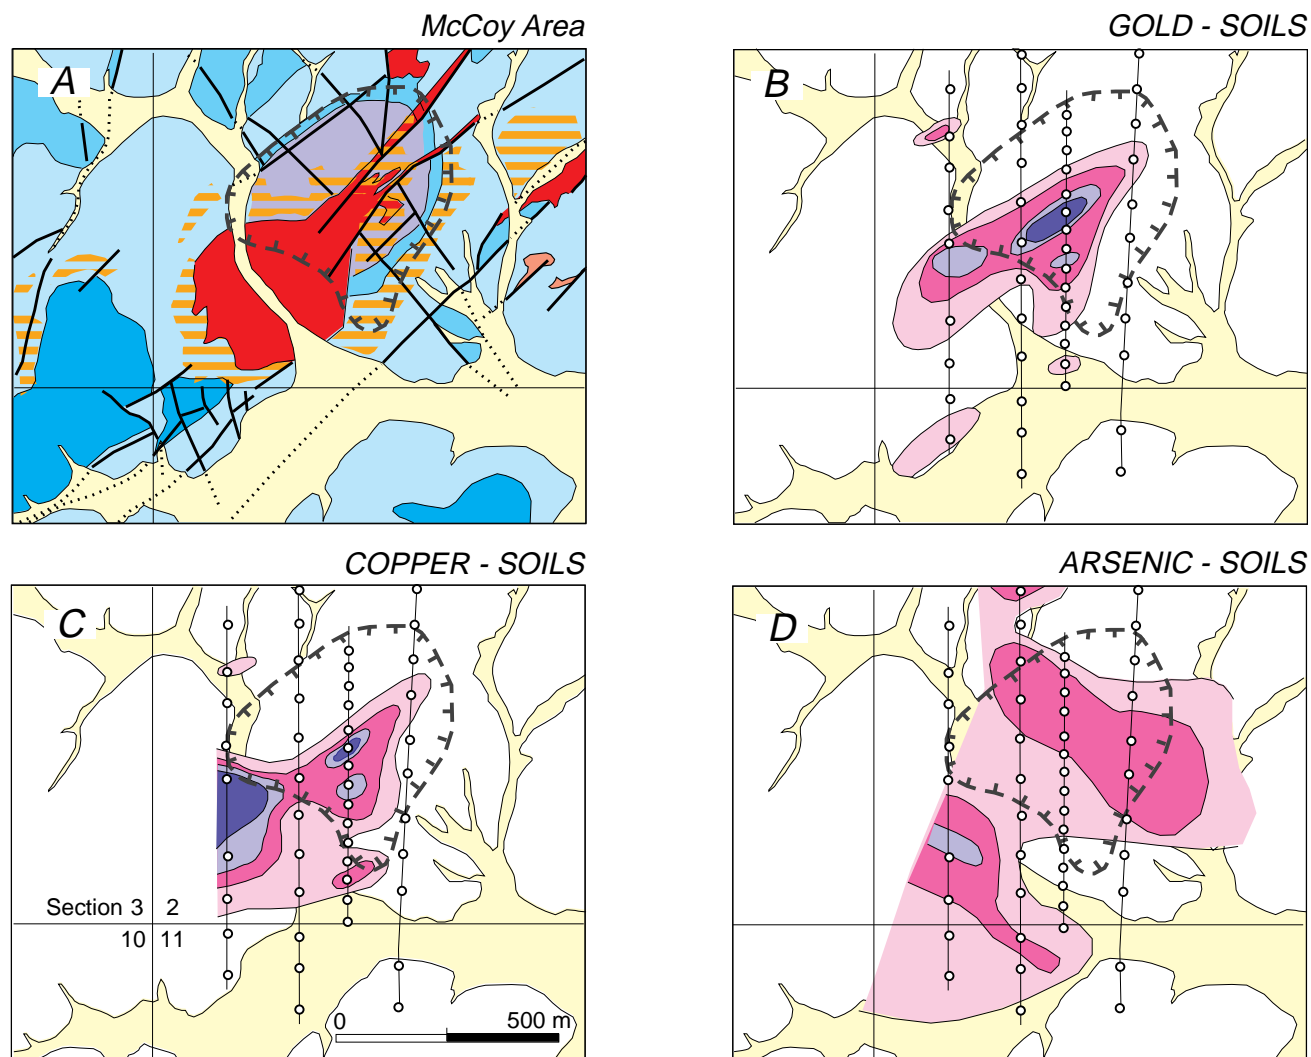 McCoy Area
GOLD - SOILS
A
B
COPPER - SOILS
ARSENIC - SOILS
C
D
Section 3 2
10 11
0 500 m